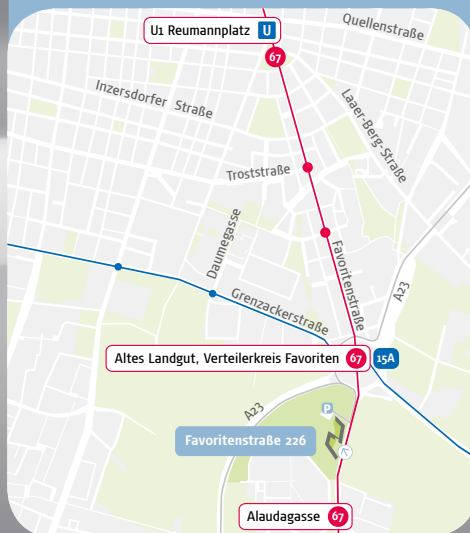 U1 Reumannplatz U
Quellenstraße
67
Inzersdorfer Straße
Laaer-Berg-Straße
Troststraße
Daumegasse
Favoritenstraße
A23
Grenzackerstraße
Altes Landgut, Verteilerkreis Favoriten 67 15A
A23
P
Favoritenstraße 226
Alaudagasse 67